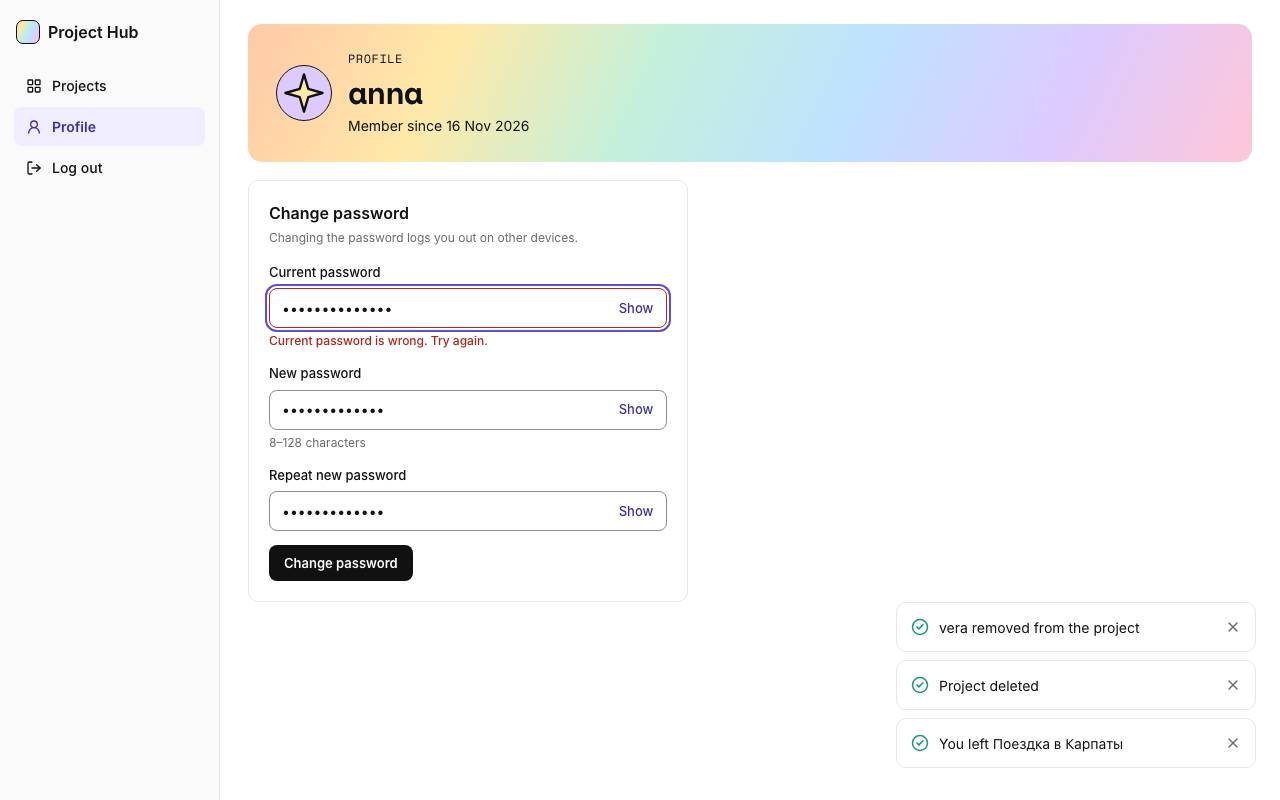 Project Hub
Projects
Profile
Log out
PROFILE
anna
Member since 16 Nov 2026
Change password
Changing the password logs you out on other devices.
Current password
•••••••••••••• Show
Current password is wrong. Try again.
New password
••••••••••••• Show
8–128 characters
Repeat new password
••••••••••••• Show
Change password
vera removed from the project
Project deleted
You left Поездка в Карпаты